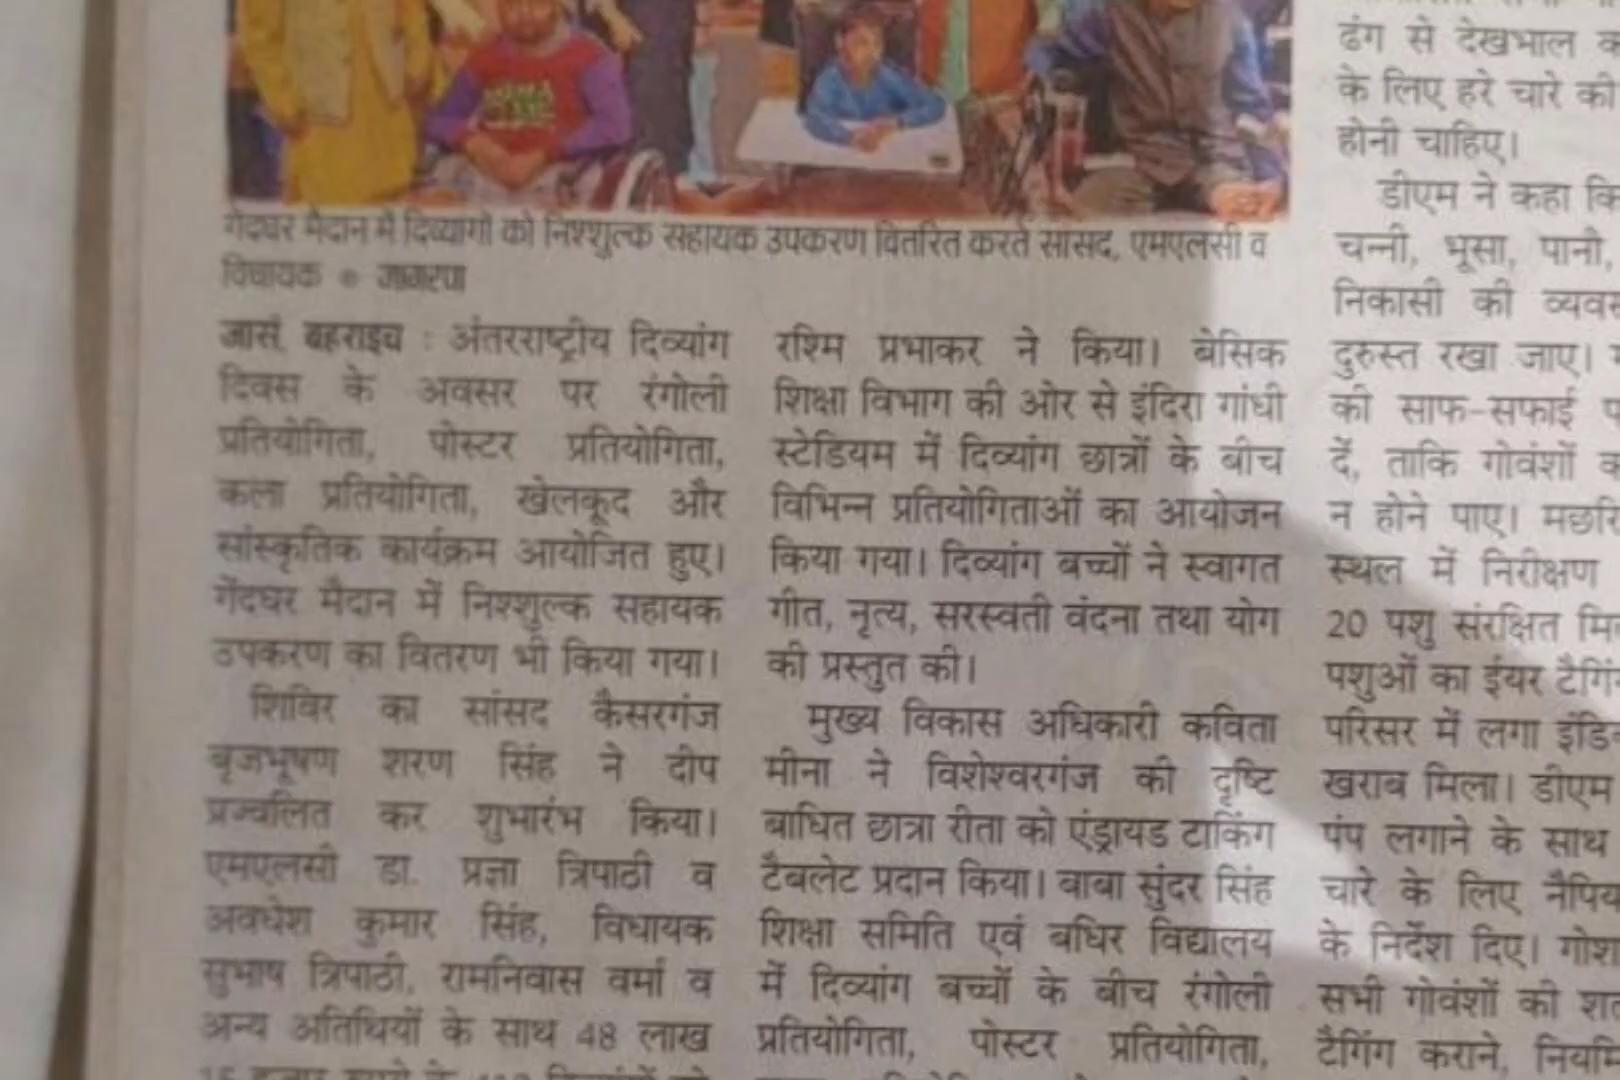 गेंदघर मैदान में दिव्यांगों को निश्शुल्क सहायक उपकरण वितरित करते सांसद, एमएलसी व
विधायक ● जागरण
जासं, बहराइच : अंतरराष्ट्रीय दिव्यांग
दिवस के अवसर पर रंगोली
प्रतियोगिता, पोस्टर प्रतियोगिता,
कला प्रतियोगिता, खेलकूद और
सांस्कृतिक कार्यक्रम आयोजित हुए।
गेंदघर मैदान में निश्शुल्क सहायक
उपकरण का वितरण भी किया गया।
शिविर का सांसद कैसरगंज
बृजभूषण शरण सिंह ने दीप
प्रज्वलित कर शुभारंभ किया।
एमएलसी डा. प्रज्ञा त्रिपाठी व
अवधेश कुमार सिंह, विधायक
सुभाष त्रिपाठी, रामनिवास वर्मा व
अन्य अतिथियों के साथ 48 लाख
रश्मि प्रभाकर ने किया। बेसिक
शिक्षा विभाग की ओर से इंदिरा गांधी
स्टेडियम में दिव्यांग छात्रों के बीच
विभिन्न प्रतियोगिताओं का आयोजन
किया गया। दिव्यांग बच्चों ने स्वागत
गीत, नृत्य, सरस्वती वंदना तथा योग
की प्रस्तुत की।
मुख्य विकास अधिकारी कविता
मीना ने विशेश्वरगंज की दृष्टि
बाधित छात्रा रीता को एंड्रायड टाकिंग
टैबलेट प्रदान किया। बाबा सुंदर सिंह
शिक्षा समिति एवं बधिर विद्यालय
में दिव्यांग बच्चों के बीच रंगोली
प्रतियोगिता, पोस्टर प्रतियोगिता,
ढंग से देखभाल
के लिए हरे चारे की
होनी चाहिए।
डीएम ने कहा कि
चन्नी, भूसा, पानी,
निकासी की
दुरुस्त रखा जाए।
की साफ-सफाई
दें, ताकि गोवंशों
न होने पाए।
स्थल में निरीक्षण
20 पशु संरक्षित
पशुओं का ईयर
परिसर में लगा
खराब मिला। डीएम
पंप लगाने के साथ
चारे के लिए
के निर्देश दिए।
सभी गोवंशों की
टैगिंग कराने,